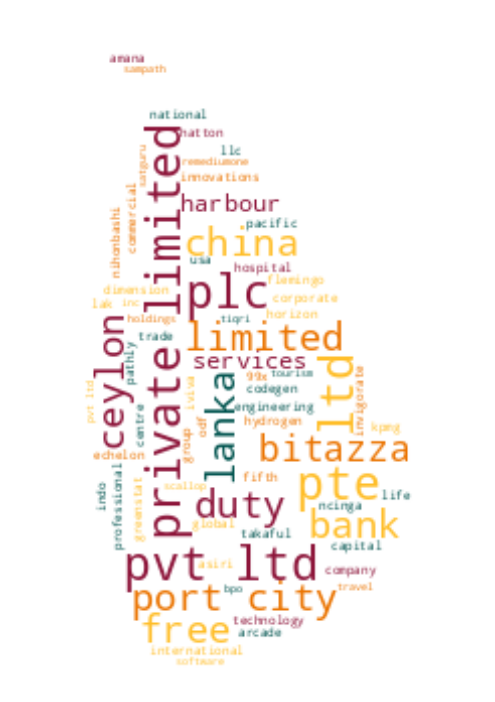 amana
sampath
national
private limited
hatton
llc
satguru
remediumone
innovations
commercial
harbour
nihonbashi
pacific
china
usa
hospital
plc
flamingo
dimension
corporate
lak
inc
horizon
holdings
tiqri
ceylon
limited
trade
services
pathly
99x
tourism
lanka
ltd
invigorate
codegen
iviva
pvt ltd
centre
engineering
odf
hydrogen
kpmg
group
bitazza
echelon
fifth
pte
indo
professional
greenstat
scallop
duty
life
ncinga
global
bank
takaful
capital
pvt ltd
asiri
company
bpo
travel
port city
free
technology
arcade
international
software